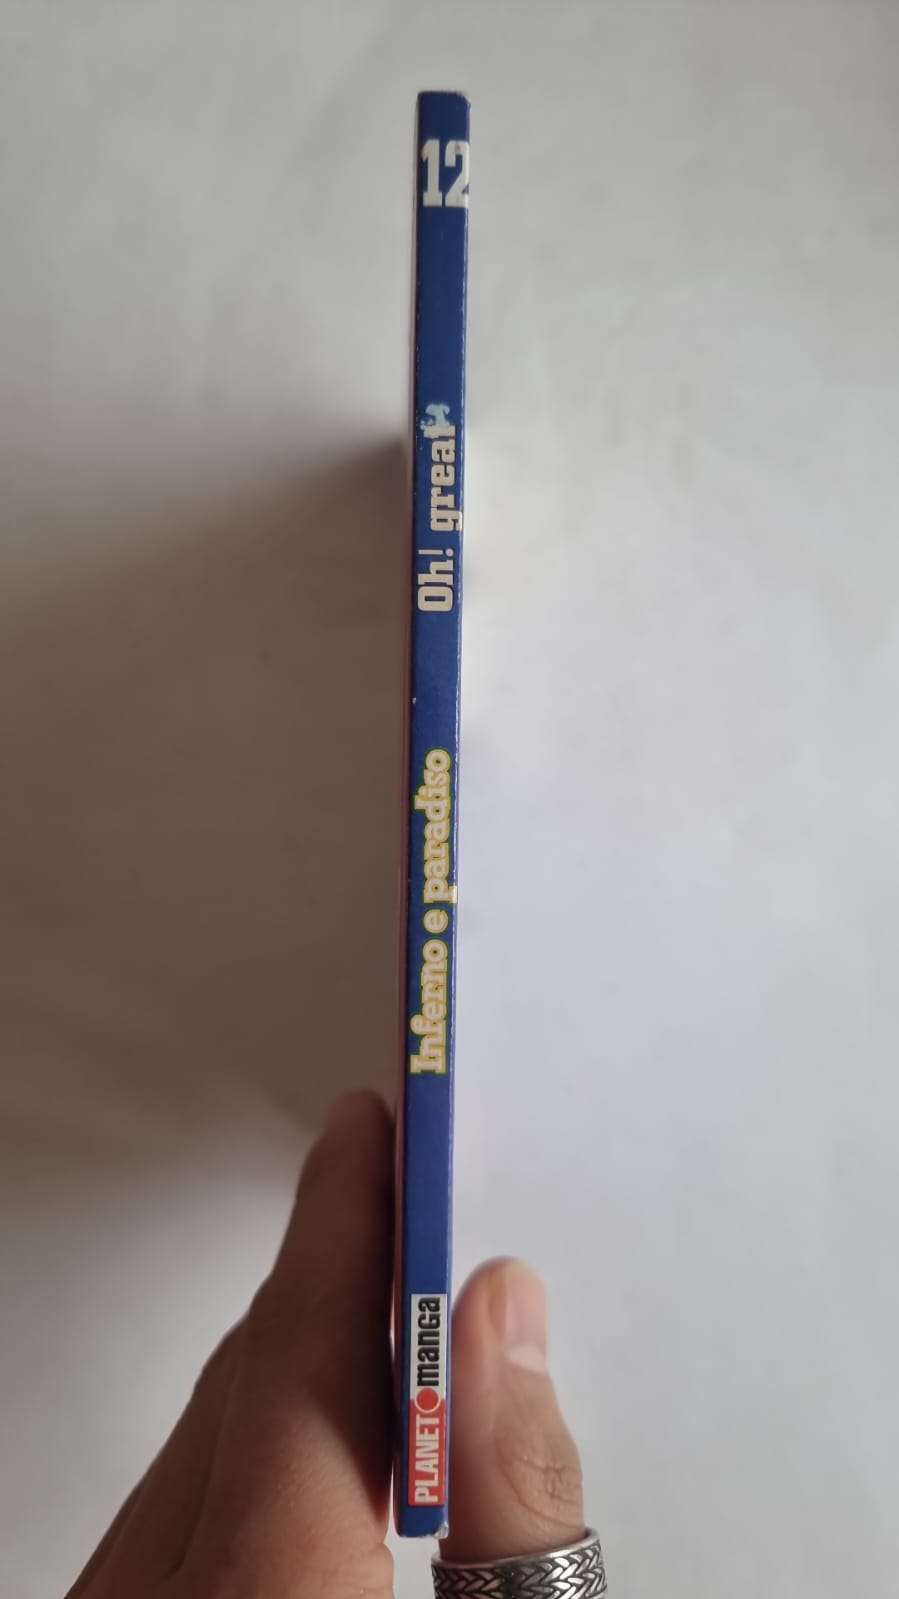 12
Oh! great
Inferno e paradiso
PLANET manga